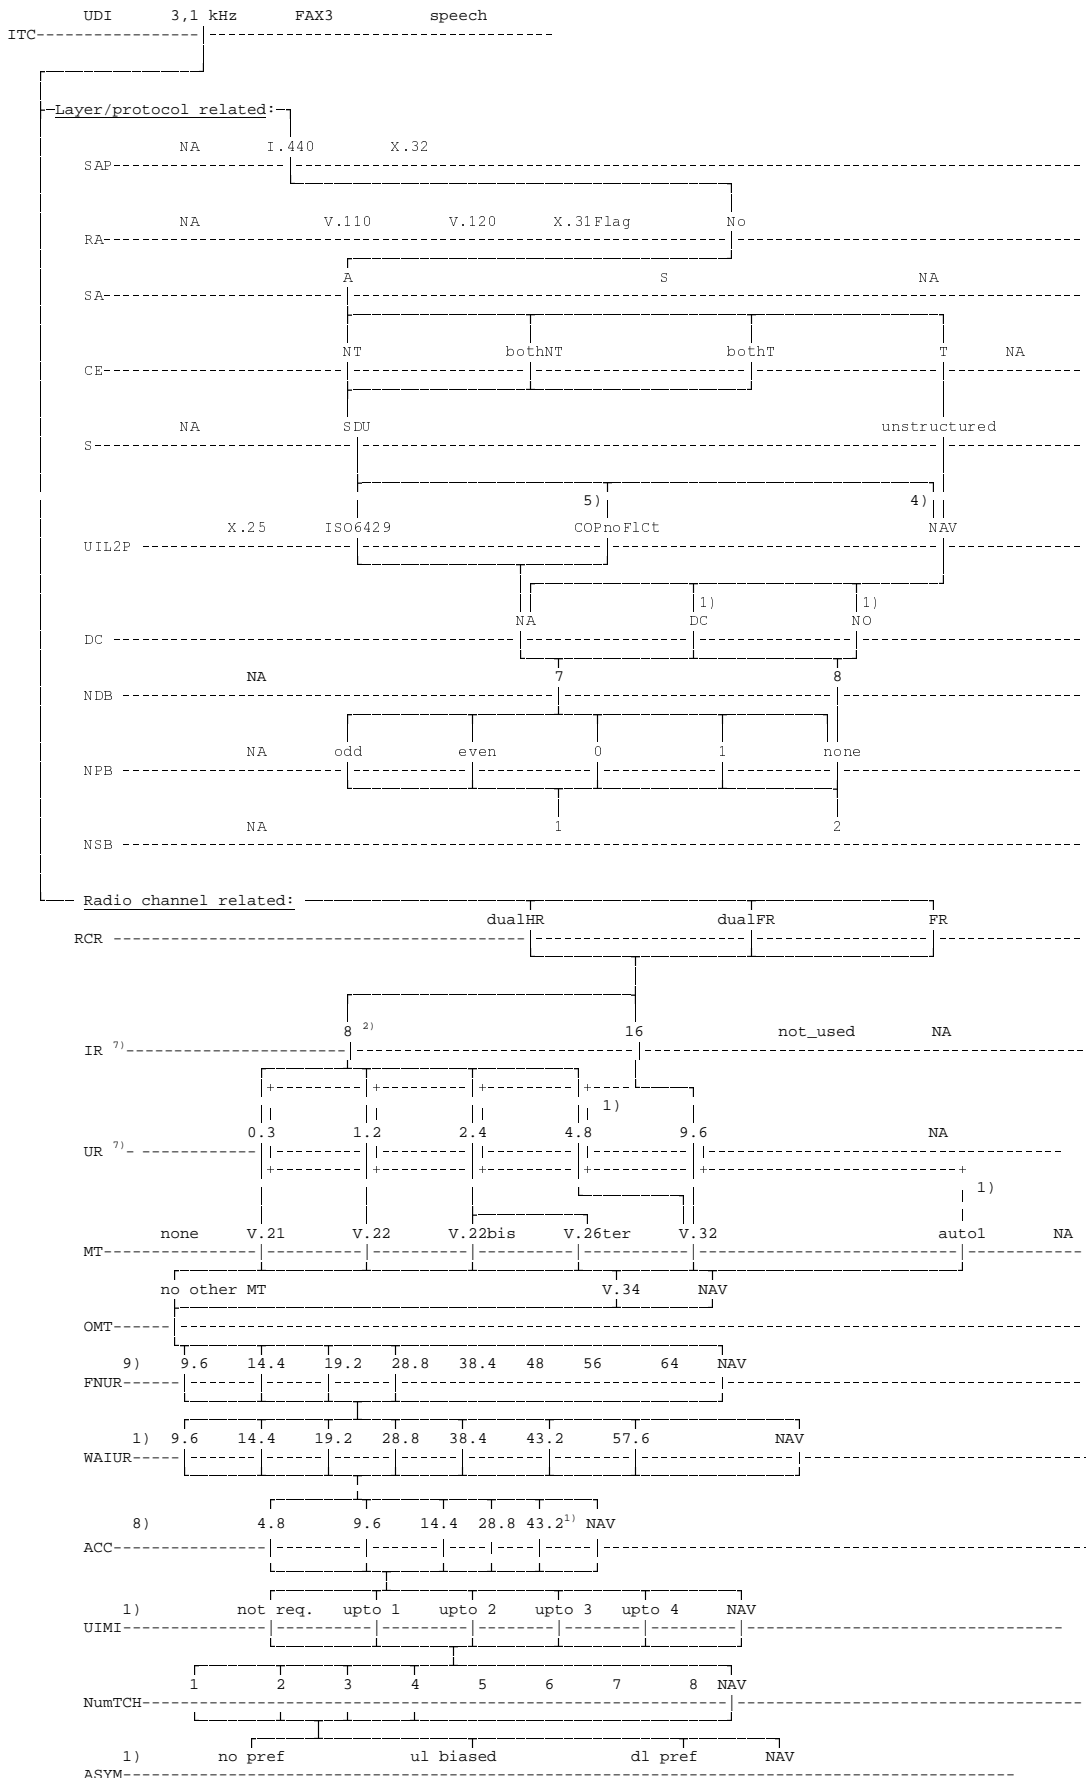 UDI 3,1 kHz FAX3 speech
ITC
Layer/protocol related:
NA I.440 X.32
SAP
NA V.110 V.120 X.31Flag No
RA
A S NA
SA
NT bothNT bothT T NA
CE
NA SDU unstructured
S
5) 4)
X.25 ISO6429 COPnoFlCt NAV
UIL2P
1) 1)
NA DC NO
DC
NA 7 8
NDB
NA odd even 0 1 none
NPB
NA 1 2
NSB
Radio channel related:
dualHR dualFR FR
RCR
8 2) 16 not_used NA
IR 7)
1)
0.3 1.2 2.4 4.8 9.6 NA
UR 7)
1)
none V.21 V.22 V.22bis V.26ter V.32 auto1 NA
MT
no other MT V.34 NAV
OMT
9) 9.6 14.4 19.2 28.8 38.4 48 56 64 NAV
FNUR
1) 9.6 14.4 19.2 28.8 38.4 43.2 57.6 NAV
WAIUR
8) 4.8 9.6 14.4 28.8 43.2 1) NAV
ACC
1) not req. upto 1 upto 2 upto 3 upto 4 NAV
UIMI
1 2 3 4 5 6 7 8 NAV
NumTCH
1) no pref ul biased dl pref NAV
ASYM